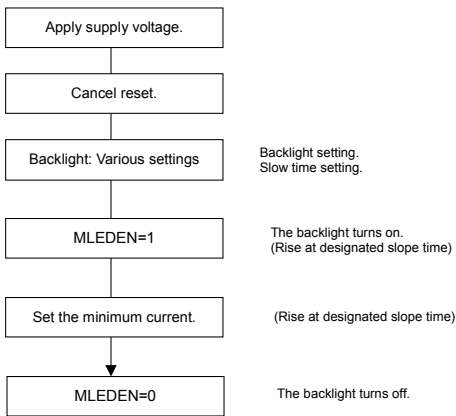 Apply supply voltage.
Cancel reset.
Backlight: Various settings
Backlight setting.
Slow time setting.
MLEDEN=1
The backlight turns on.
(Rise at designated slope time)
Set the minimum current.
(Rise at designated slope time)
MLEDEN=0
The backlight turns off.